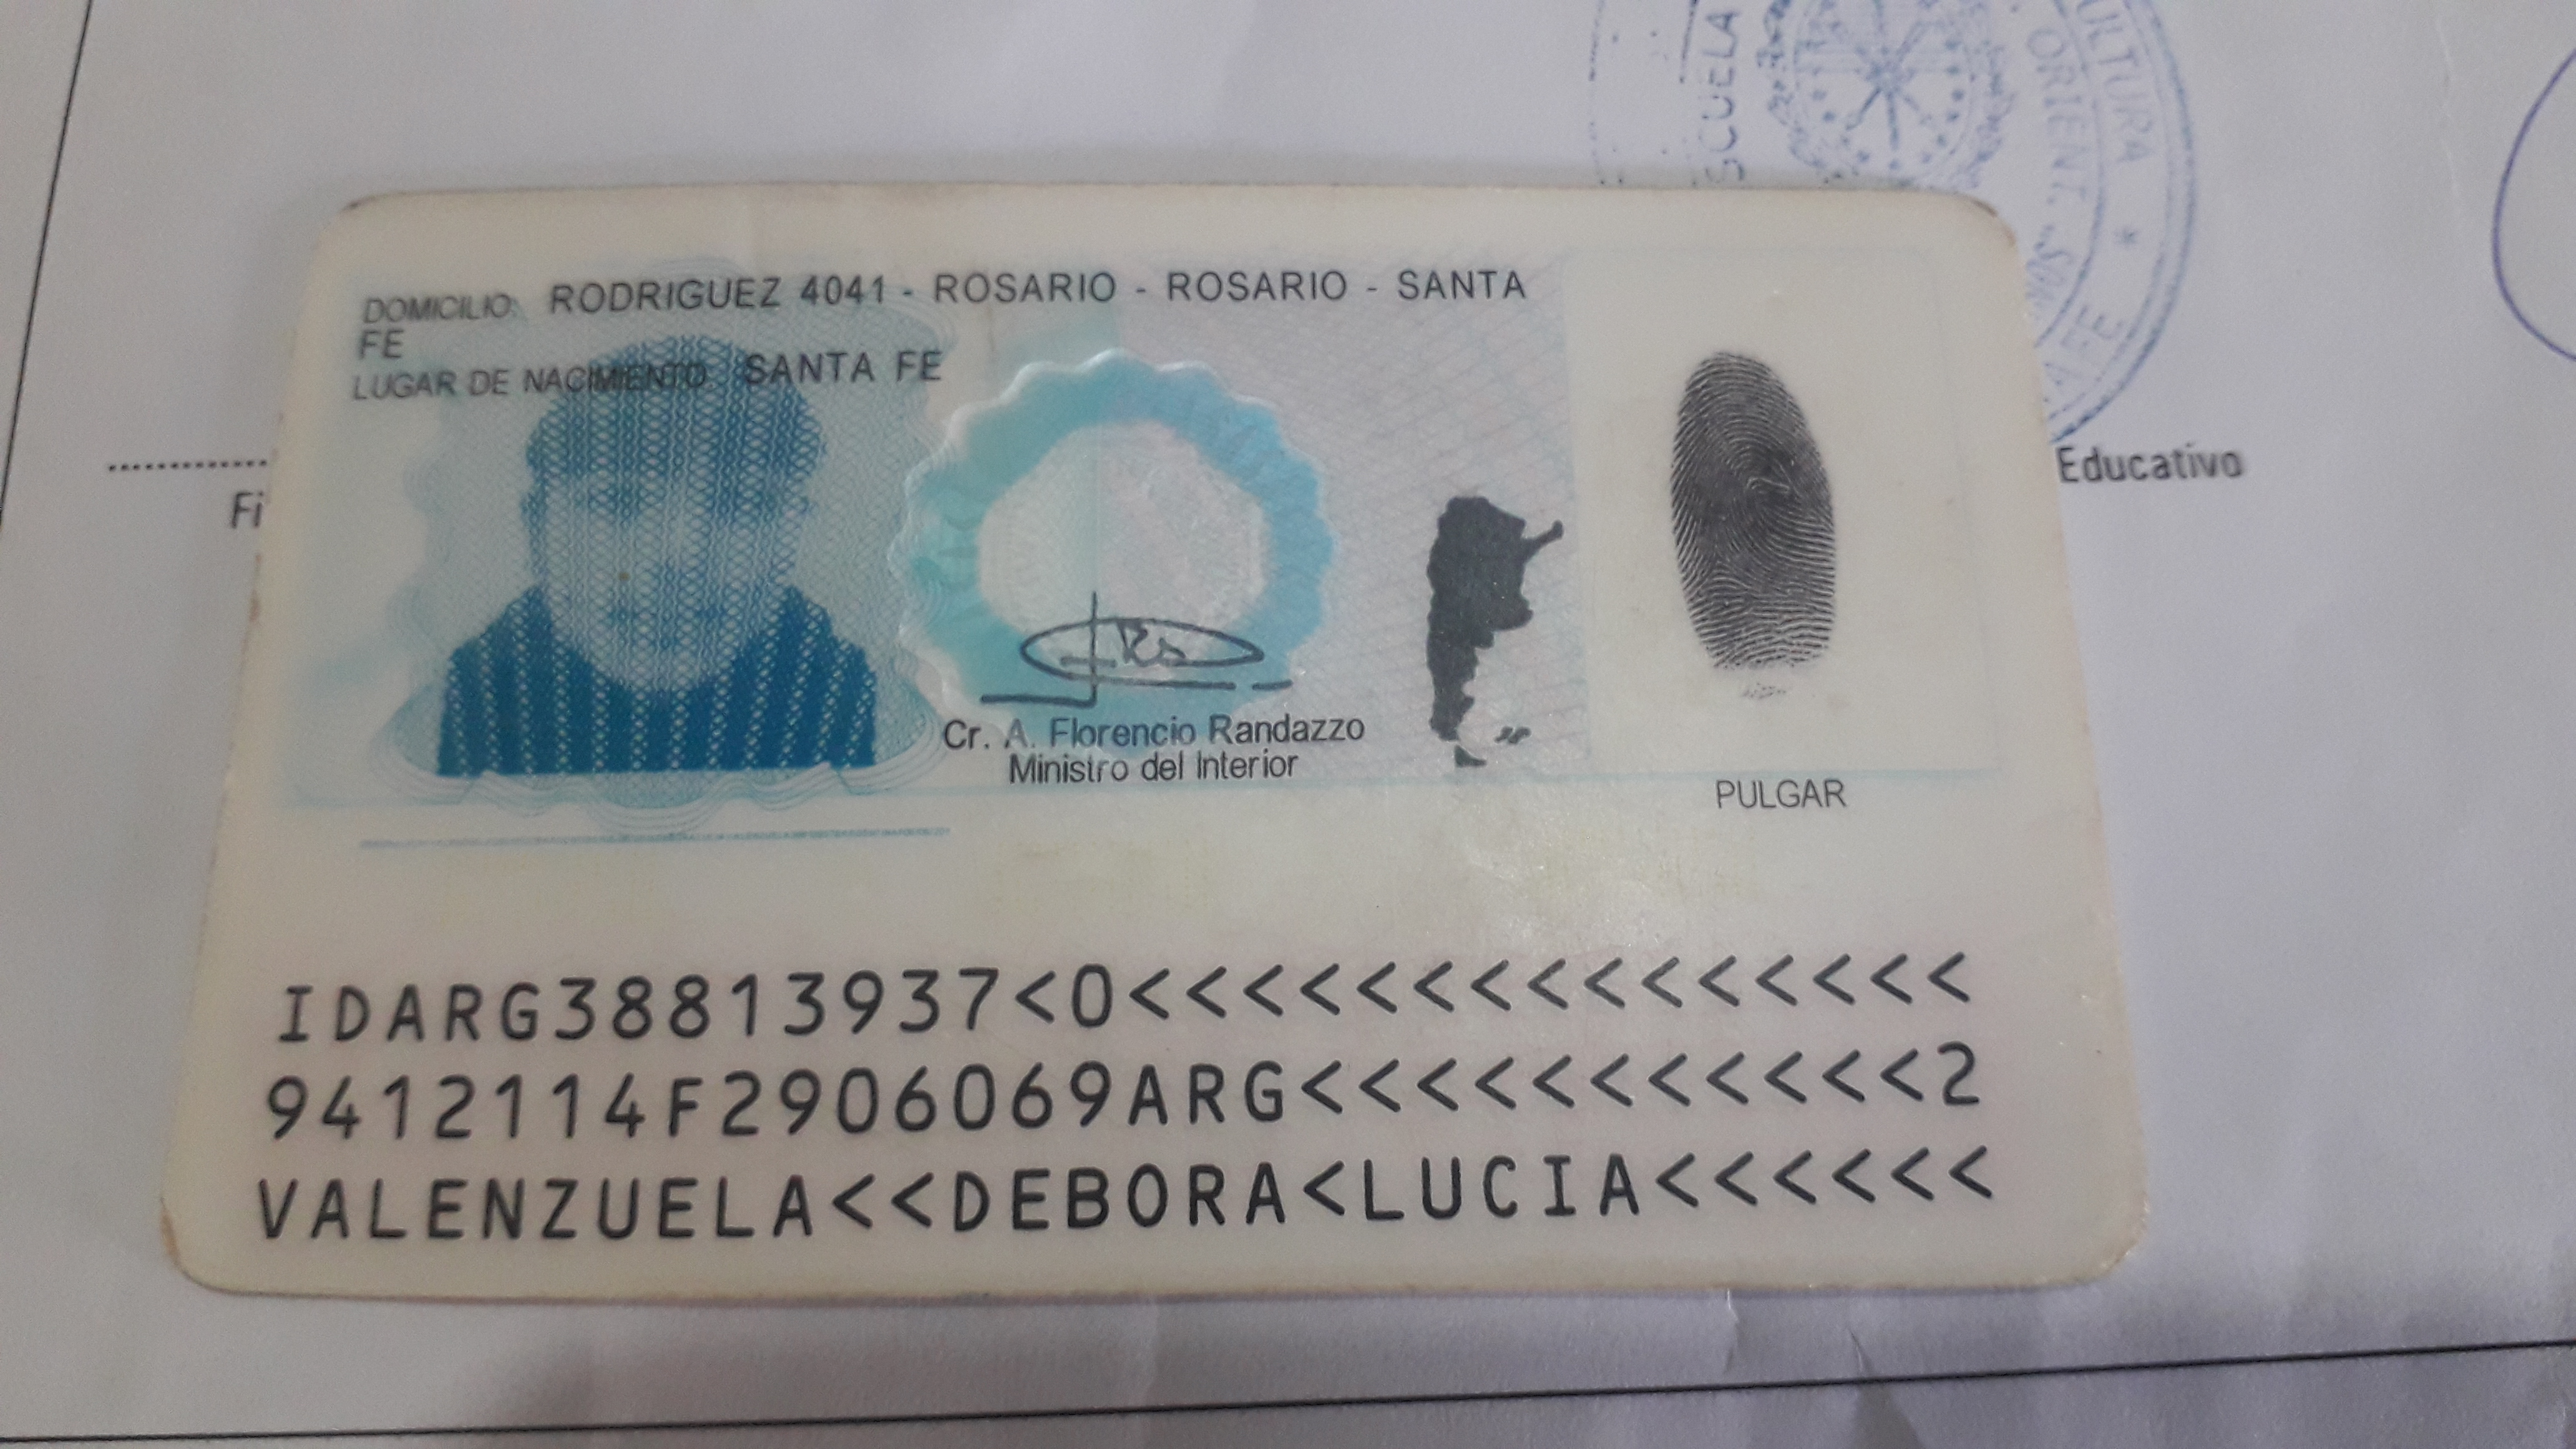 ESCUELA
ULTURA *
ORIENT.
FE
DOMICILIO: RODRIGUEZ 4041 - ROSARIO - ROSARIO - SANTA
FE
LUGAR DE NACIMIENTO SANTA FE
Educativo
Fi
Cr. A. Florencio Randazzo
Ministro del Interior
PULGAR
IDARG38813937<0<<<<<<<<<<<<<<<
9412114F2906069ARG<<<<<<<<<<<2
VALENZUELA<<DEBORA<LUCIA<<<<<<